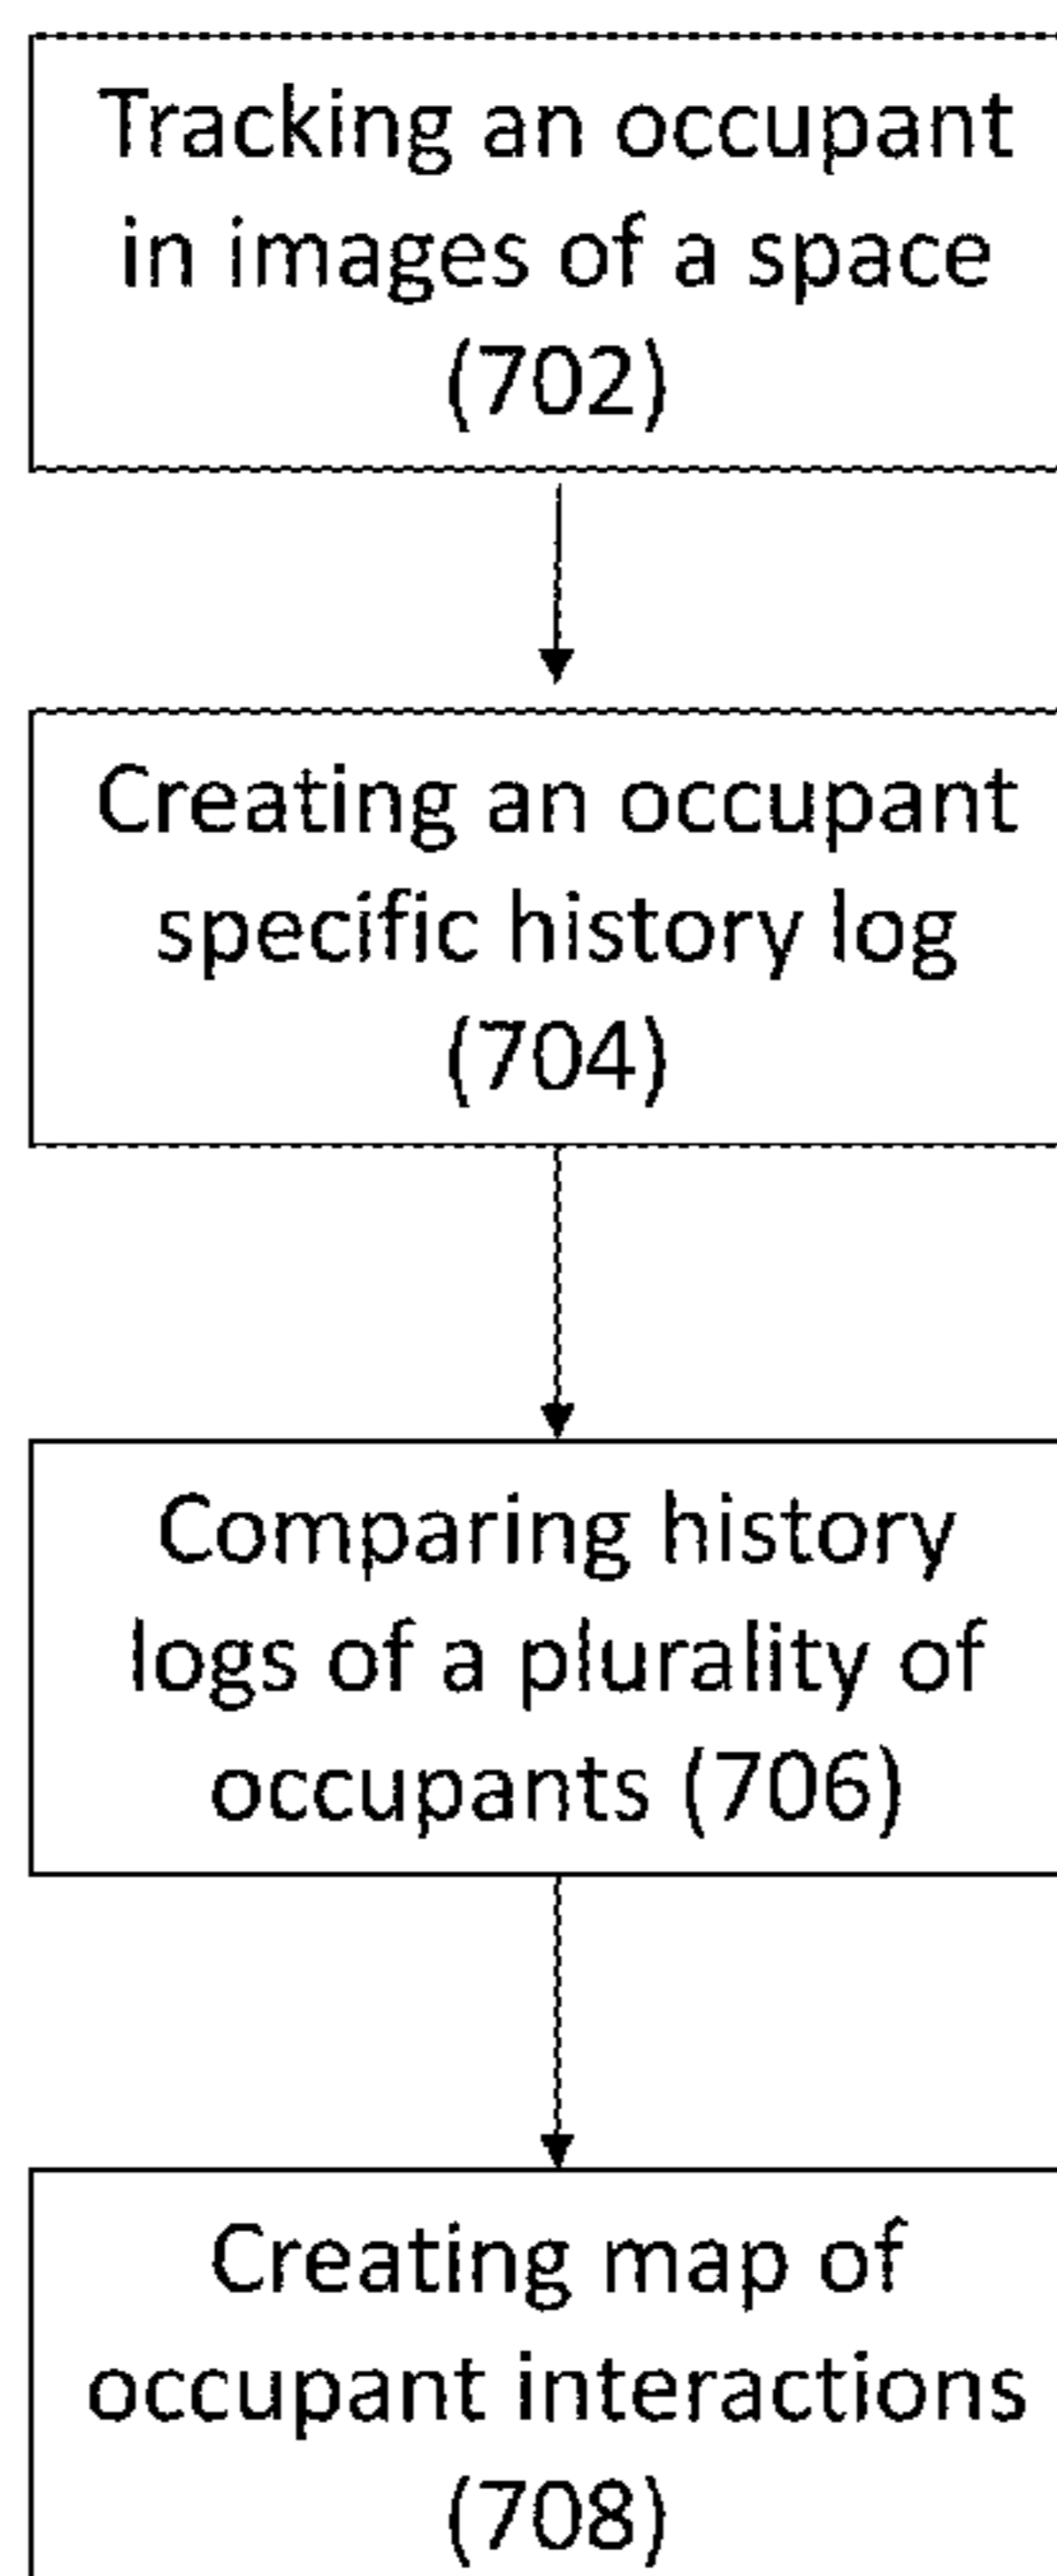 Tracking an occupant
in images of a space
(702)
Creating an occupant
specific history log
(704)
Comparing history
logs of a plurality of
occupants (706)
Creating map of
occupant interactions
(708)